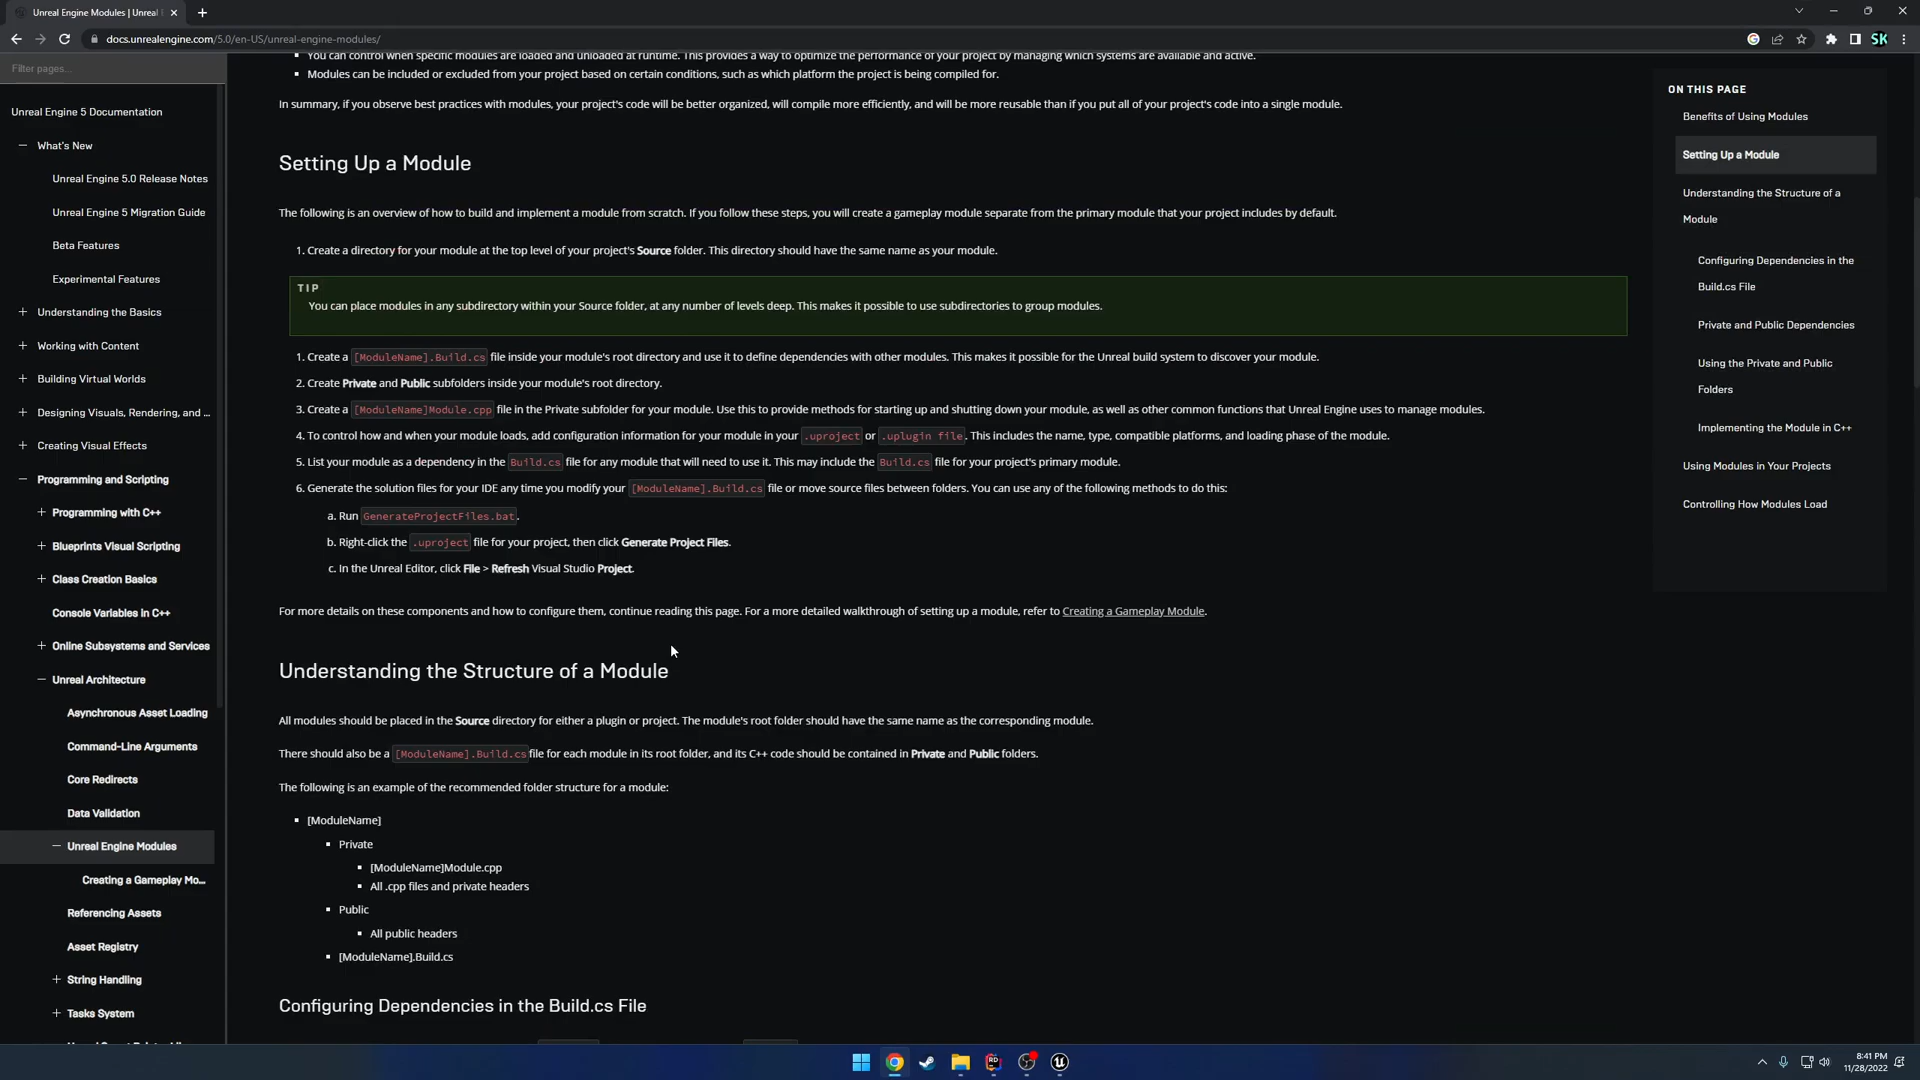 Unreal Engine Modules | Unreal
docs.unrealengine.com/5.0/en-US/unreal-engine-modules/
SK
Filter pages...
Unreal Engine 5 Documentation
What's New
Unreal Engine 5.0 Release Notes
Unreal Engine 5 Migration Guide
Beta Features
Experimental Features
Understanding the Basics
Working with Content
Building Virtual Worlds
Designing Visuals, Rendering, and ...
Creating Visual Effects
Programming and Scripting
Programming with C++
Blueprints Visual Scripting
Class Creation Basics
Console Variables in C++
Online Subsystems and Services
Unreal Architecture
Asynchronous Asset Loading
Command-Line Arguments
Core Redirects
Data Validation
Unreal Engine Modules
Creating a Gameplay Mo...
Referencing Assets
Asset Registry
String Handling
Tasks System
You can control when specific modules are loaded and unloaded at runtime. This provides a way to optimize the performance of your project by managing which systems are available and active.
Modules can be included or excluded from your project based on certain conditions, such as which platform the project is being compiled for.
In summary, if you observe best practices with modules, your project's code will be better organized, will compile more efficiently, and will be more reusable than if you put all of your project's code into a single module.
Setting Up a Module
The following is an overview of how to build and implement a module from scratch. If you follow these steps, you will create a gameplay module separate from the primary module that your project includes by default.
1. Create a directory for your module at the top level of your project's Source folder. This directory should have the same name as your module.
TIP
You can place modules in any subdirectory within your Source folder, at any number of levels deep. This makes it possible to use subdirectories to group modules.
1. Create a [ModuleName].Build.cs file inside your module's root directory and use it to define dependencies with other modules. This makes it possible for the Unreal build system to discover your module.
2. Create Private and Public subfolders inside your module's root directory.
3. Create a [ModuleName]Module.cpp file in the Private subfolder for your module. Use this to provide methods for starting up and shutting down your module, as well as other common functions that Unreal Engine uses to manage modules.
4. To control how and when your module loads, add configuration information for your module in your .uproject or .uplugin file. This includes the name, type, compatible platforms, and loading phase of the module.
5. List your module as a dependency in the Build.cs file for any module that will need to use it. This may include the Build.cs file for your project's primary module.
6. Generate the solution files for your IDE any time you modify your [ModuleName].Build.cs file or move source files between folders. You can use any of the following methods to do this:
a. Run GenerateProjectFiles.bat.
b. Right-click the .uproject file for your project, then click Generate Project Files.
c. In the Unreal Editor, click File > Refresh Visual Studio Project.
For more details on these components and how to configure them, continue reading this page. For a more detailed walkthrough of setting up a module, refer to Creating a Gameplay Module.
Understanding the Structure of a Module
All modules should be placed in the Source directory for either a plugin or project. The module's root folder should have the same name as the corresponding module.
There should also be a [ModuleName].Build.cs file for each module in its root folder, and its C++ code should be contained in Private and Public folders.
The following is an example of the recommended folder structure for a module:
[ModuleName]
Private
[ModuleName]Module.cpp
All .cpp files and private headers
Public
All public headers
[ModuleName].Build.cs
Configuring Dependencies in the Build.cs File
ON THIS PAGE
Benefits of Using Modules
Setting Up a Module
Understanding the Structure of a
Module
Configuring Dependencies in the
Build.cs File
Private and Public Dependencies
Using the Private and Public
Folders
Implementing the Module in C++
Using Modules in Your Projects
Controlling How Modules Load
8:41 PM
11/28/2022